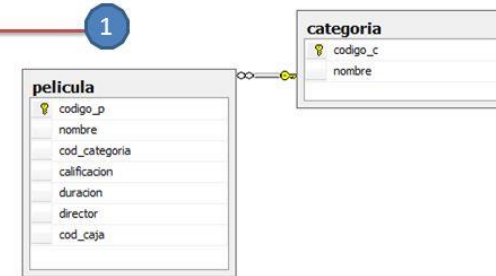 1
categoria
codigo_c
nombre
pelicula
codigo_p
nombre
cod_categoria
calificacion
duracion
director
cod_caja